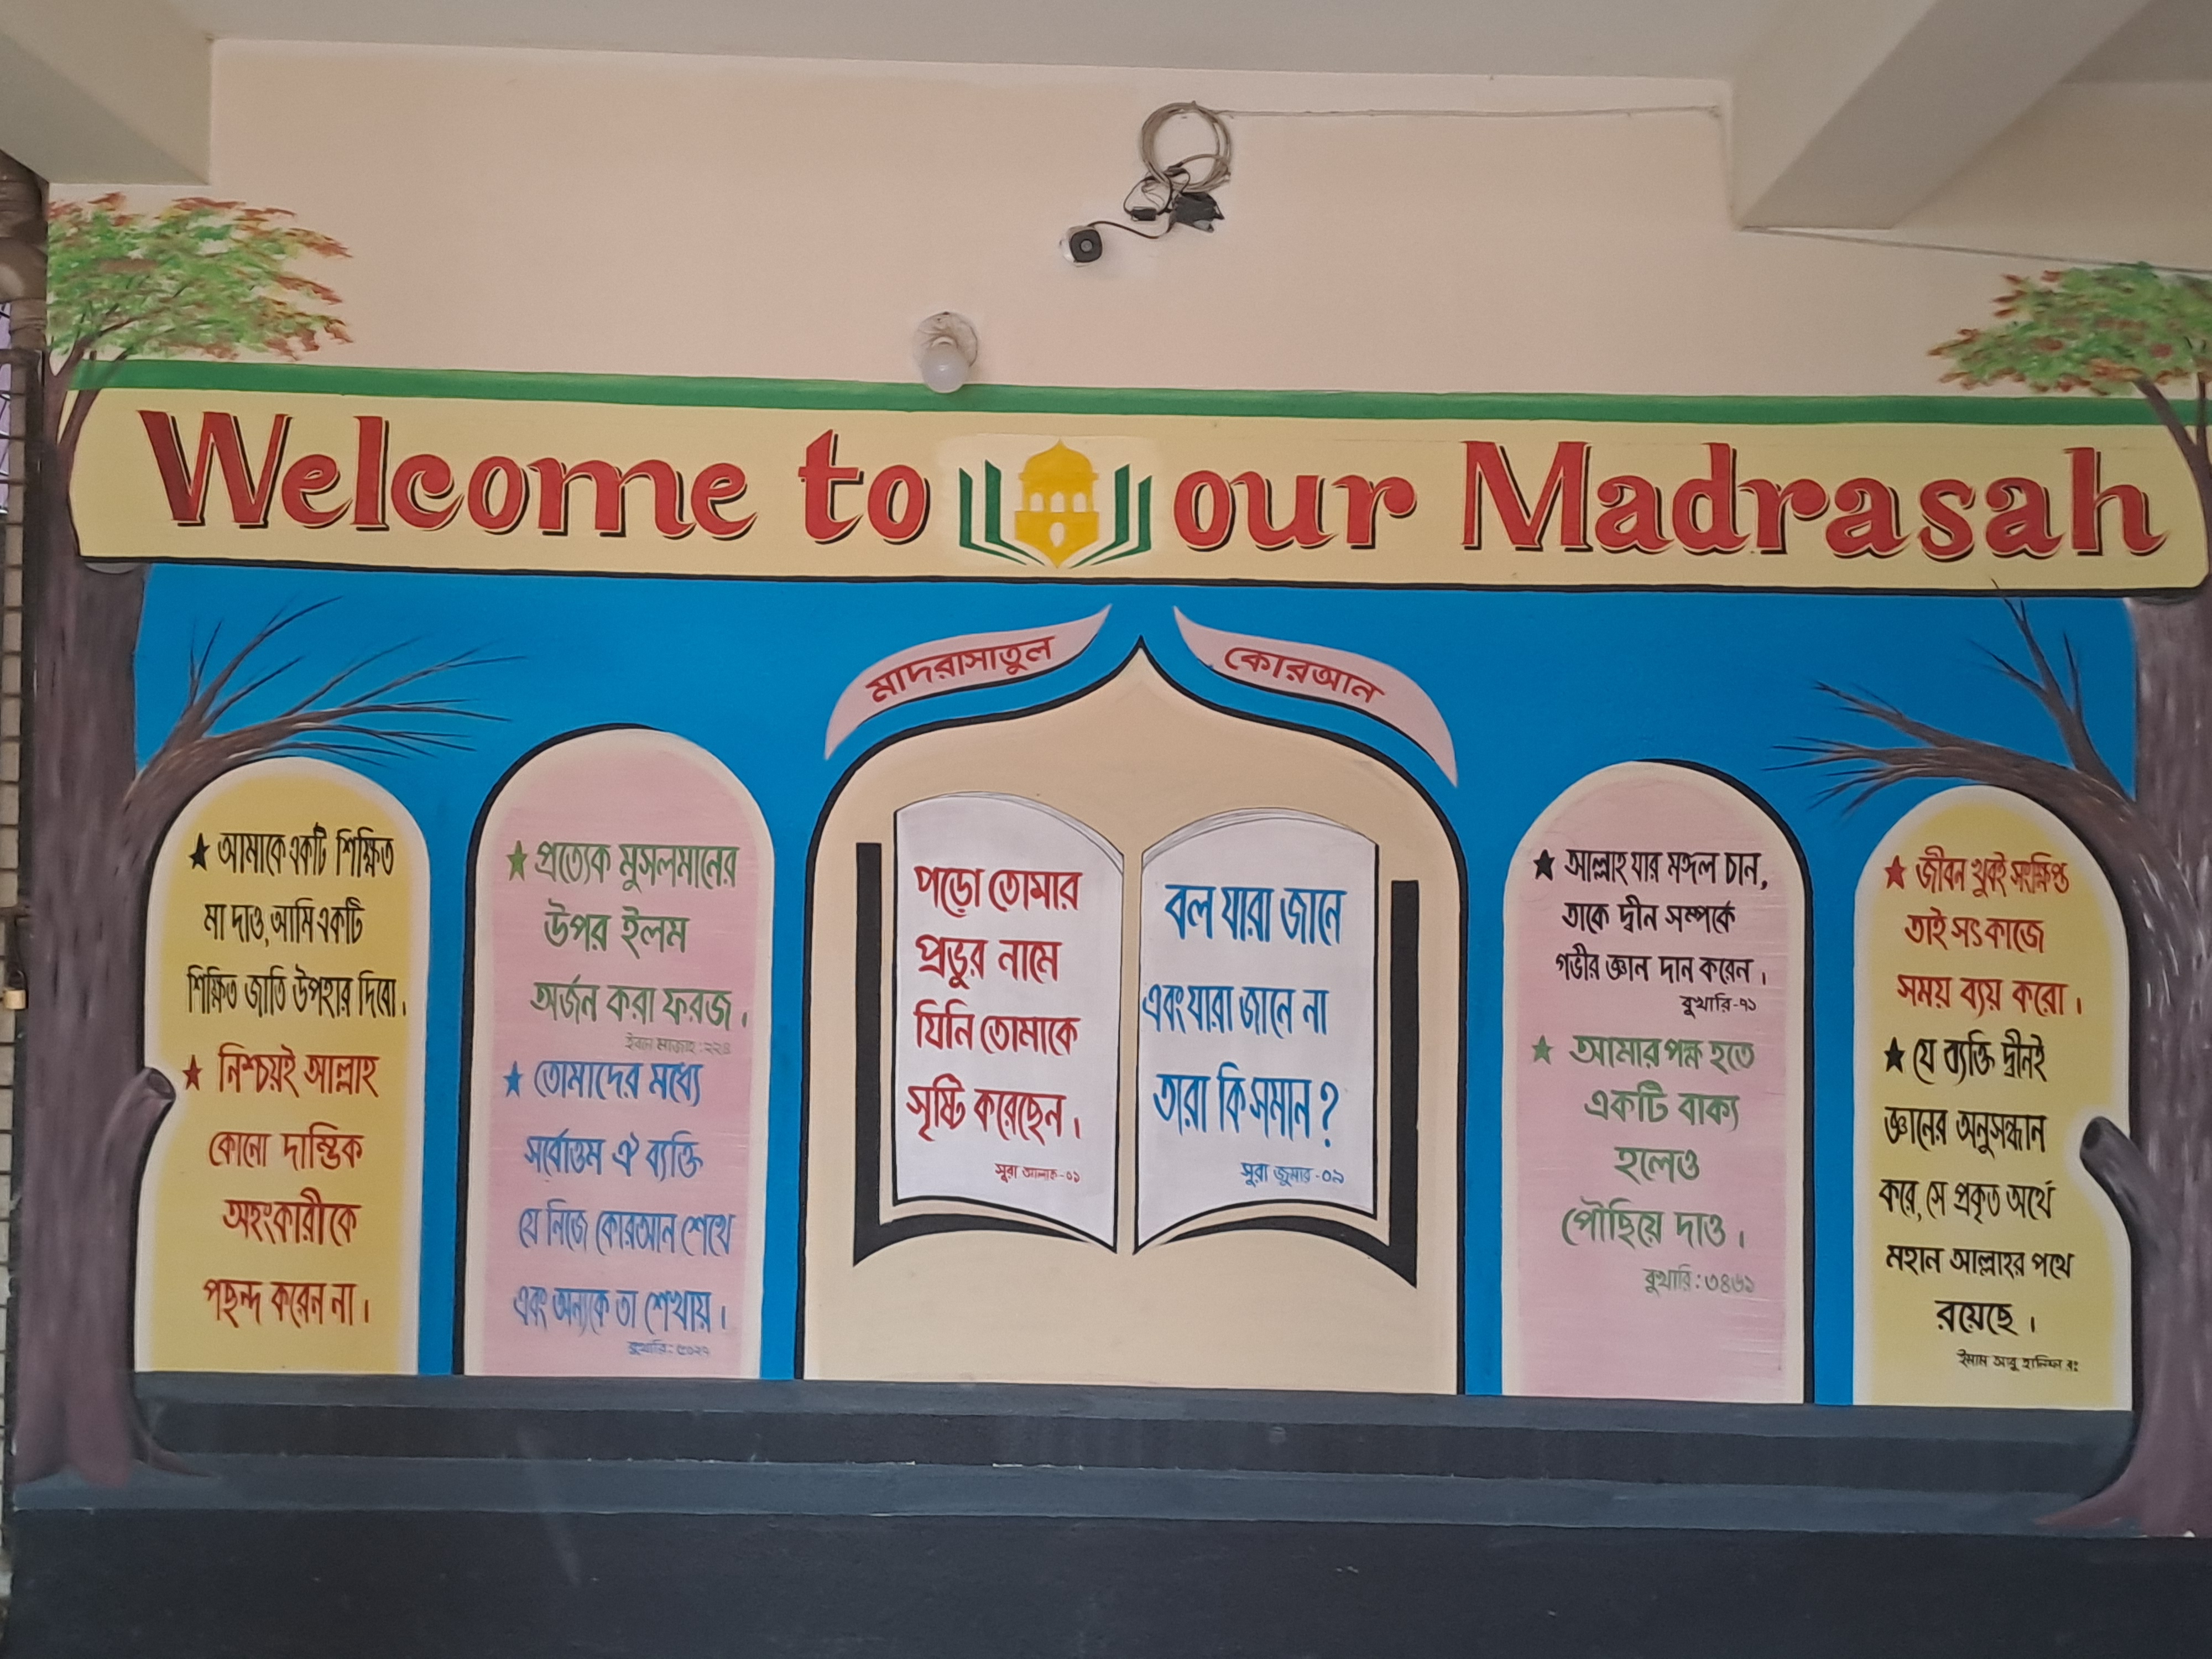 Welcome to our Madrasah
মাদরাসাতুল কোরআন
★ আমাকে একটি শিক্ষিত
মা দাও, আমি একটি
শিক্ষিত জাতি উপহার দিবো।
★ নিশ্চয়ই আল্লাহ
কোনো দাম্ভিক
অহংকারীকে
পছন্দ করেন না।
★ প্রত্যেক মুসলমানের
উপর ইলম
অর্জন করা ফরজ।
ইবনে মাজাহ : ২২৪
★ তোমাদের মধ্যে
সর্বোত্তম ঐ ব্যক্তি
যে নিজে কোরআন শেখে
এবং অন্যকে তা শেখায়।
বুখারি : ৫০২৭
পড়ো তোমার
প্রভুর নামে
যিনি তোমাকে
সৃষ্টি করেছেন।
সুরা আলাক-০১
বল যারা জানে
এবং যারা জানে না
তারা কি সমান ?
সুরা জুমার-০৯
★ আল্লাহ যার মঙ্গল চান,
তাকে দ্বীন সম্পর্কে
গভীর জ্ঞান দান করেন।
বুখারি-৭১
★ আমার পক্ষ হতে
একটি বাক্য
হলেও
পৌছিয়ে দাও।
বুখারি : ৩৪৬১
★ জীবন খুবই সংক্ষিপ্ত
তাই সৎ কাজে
সময় ব্যয় করো।
★ যে ব্যক্তি দ্বীনই
জ্ঞানের অনুসন্ধান
করে, সে প্রকৃত অর্থে
মহান আল্লাহর পথে
রয়েছে।
ইমাম আবু হানিফা রঃ